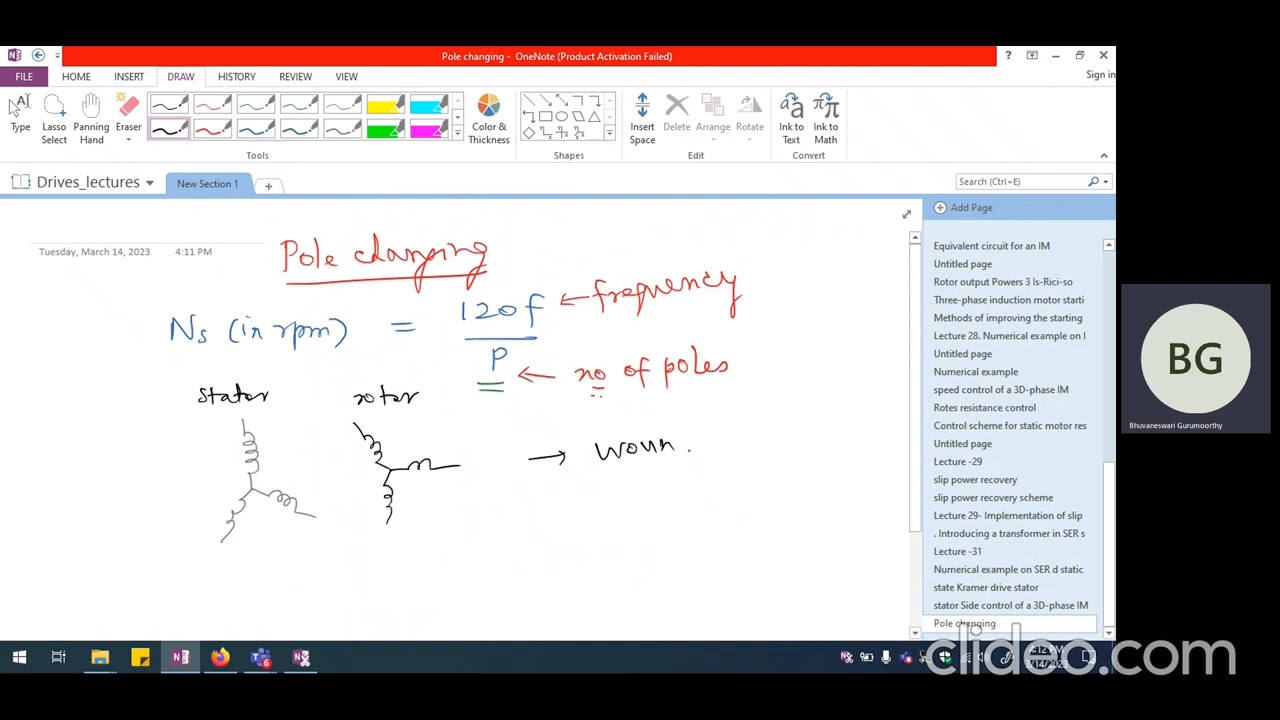 Pole changing - OneNote (Product Activation Failed)
Sign in
FILE HOME INSERT DRAW HISTORY REVIEW VIEW
Type
Lasso Select
Panning Hand
Eraser
Color & Thickness
Insert Space
Delete
Arrange
Rotate
Ink to Text
Ink to Math
Tools
Shapes
Edit
Convert
Drives_lectures
New Section 1
Search (Ctrl+E)
Add Page
Tuesday, March 14, 2023 4:11 PM
Pole changing
Ns (in rpm) = 120f / P
← frequency
← no of poles
stator rotor
→ woun
Equivalent circuit for an IM
Untitled page
Rotor output Powers 3 Is-Rici-so
Three-phase induction motor starti
Methods of improving the starting
Lecture 28. Numerical example on I
Untitled page
Numerical example
speed control of a 3D-phase IM
Rotes resistance control
Control scheme for static motor res
Untitled page
Lecture -29
slip power recovery
slip power recovery scheme
Lecture 29- Implementation of slip
. Introducing a transformer in SER s
Lecture -31
Numerical example on SER d static
state Kramer drive stator
stator Side control of a 3D-phase IM
Pole changing
BG
Bhuvaneswari Gurumoorthy
4:12 PM
3/14/2023
clideo.com